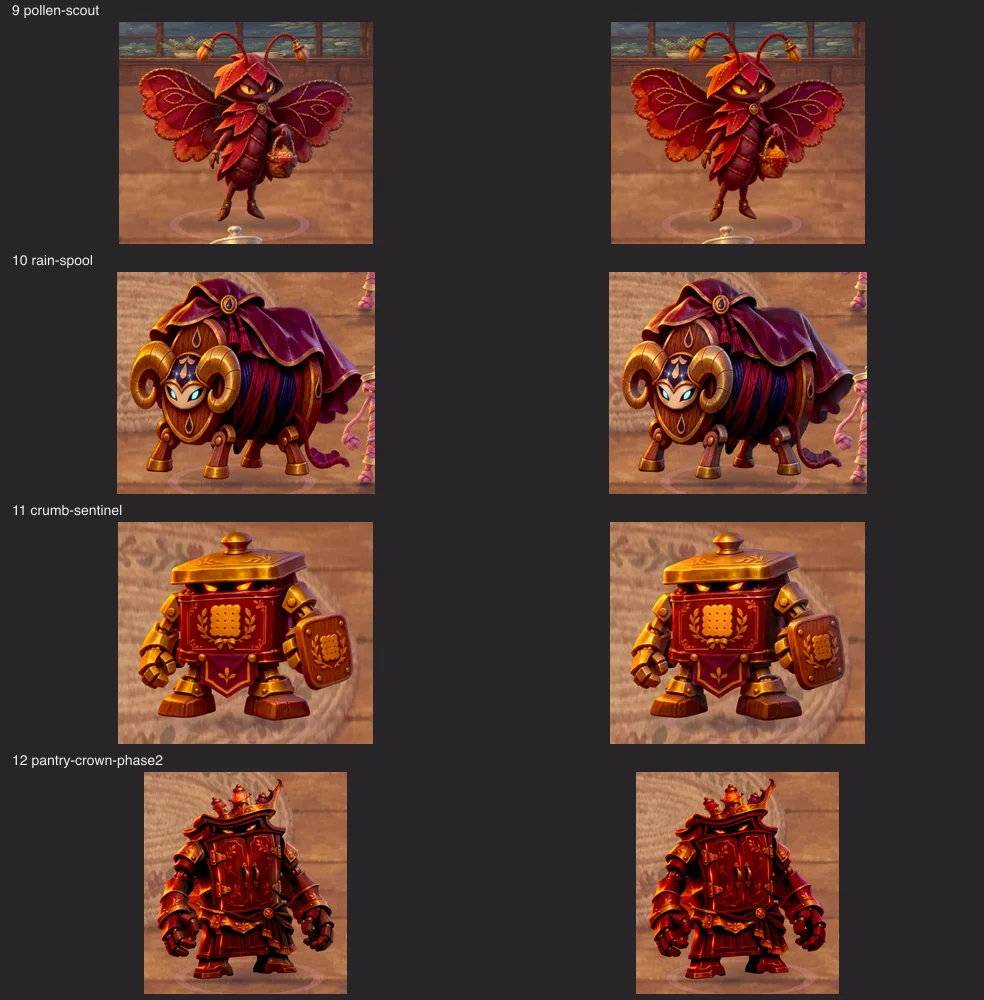 9 pollen-scout
10 rain-spool
11 crumb-sentinel
12 pantry-crown-phase2